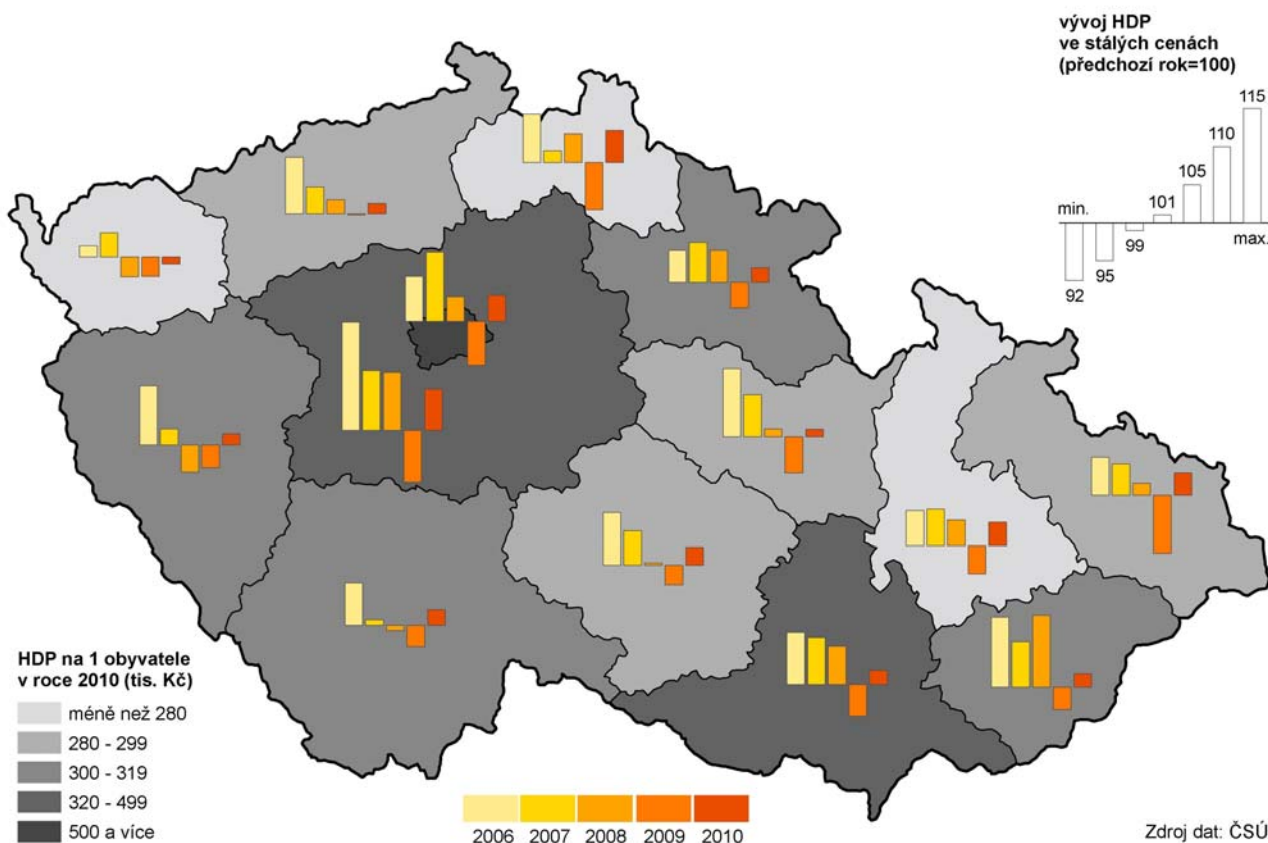 vývoj HDP
ve stálých cenách
(předchozí rok=100)
115
110
105
101
min.
99
max.
95
92
HDP na 1 obyvatele
v roce 2010 (tis. Kč)
méně než 280
280 - 299
300 - 319
320 - 499
500 a více
2006 2007 2008 2009 2010
Zdroj dat: ČSÚ